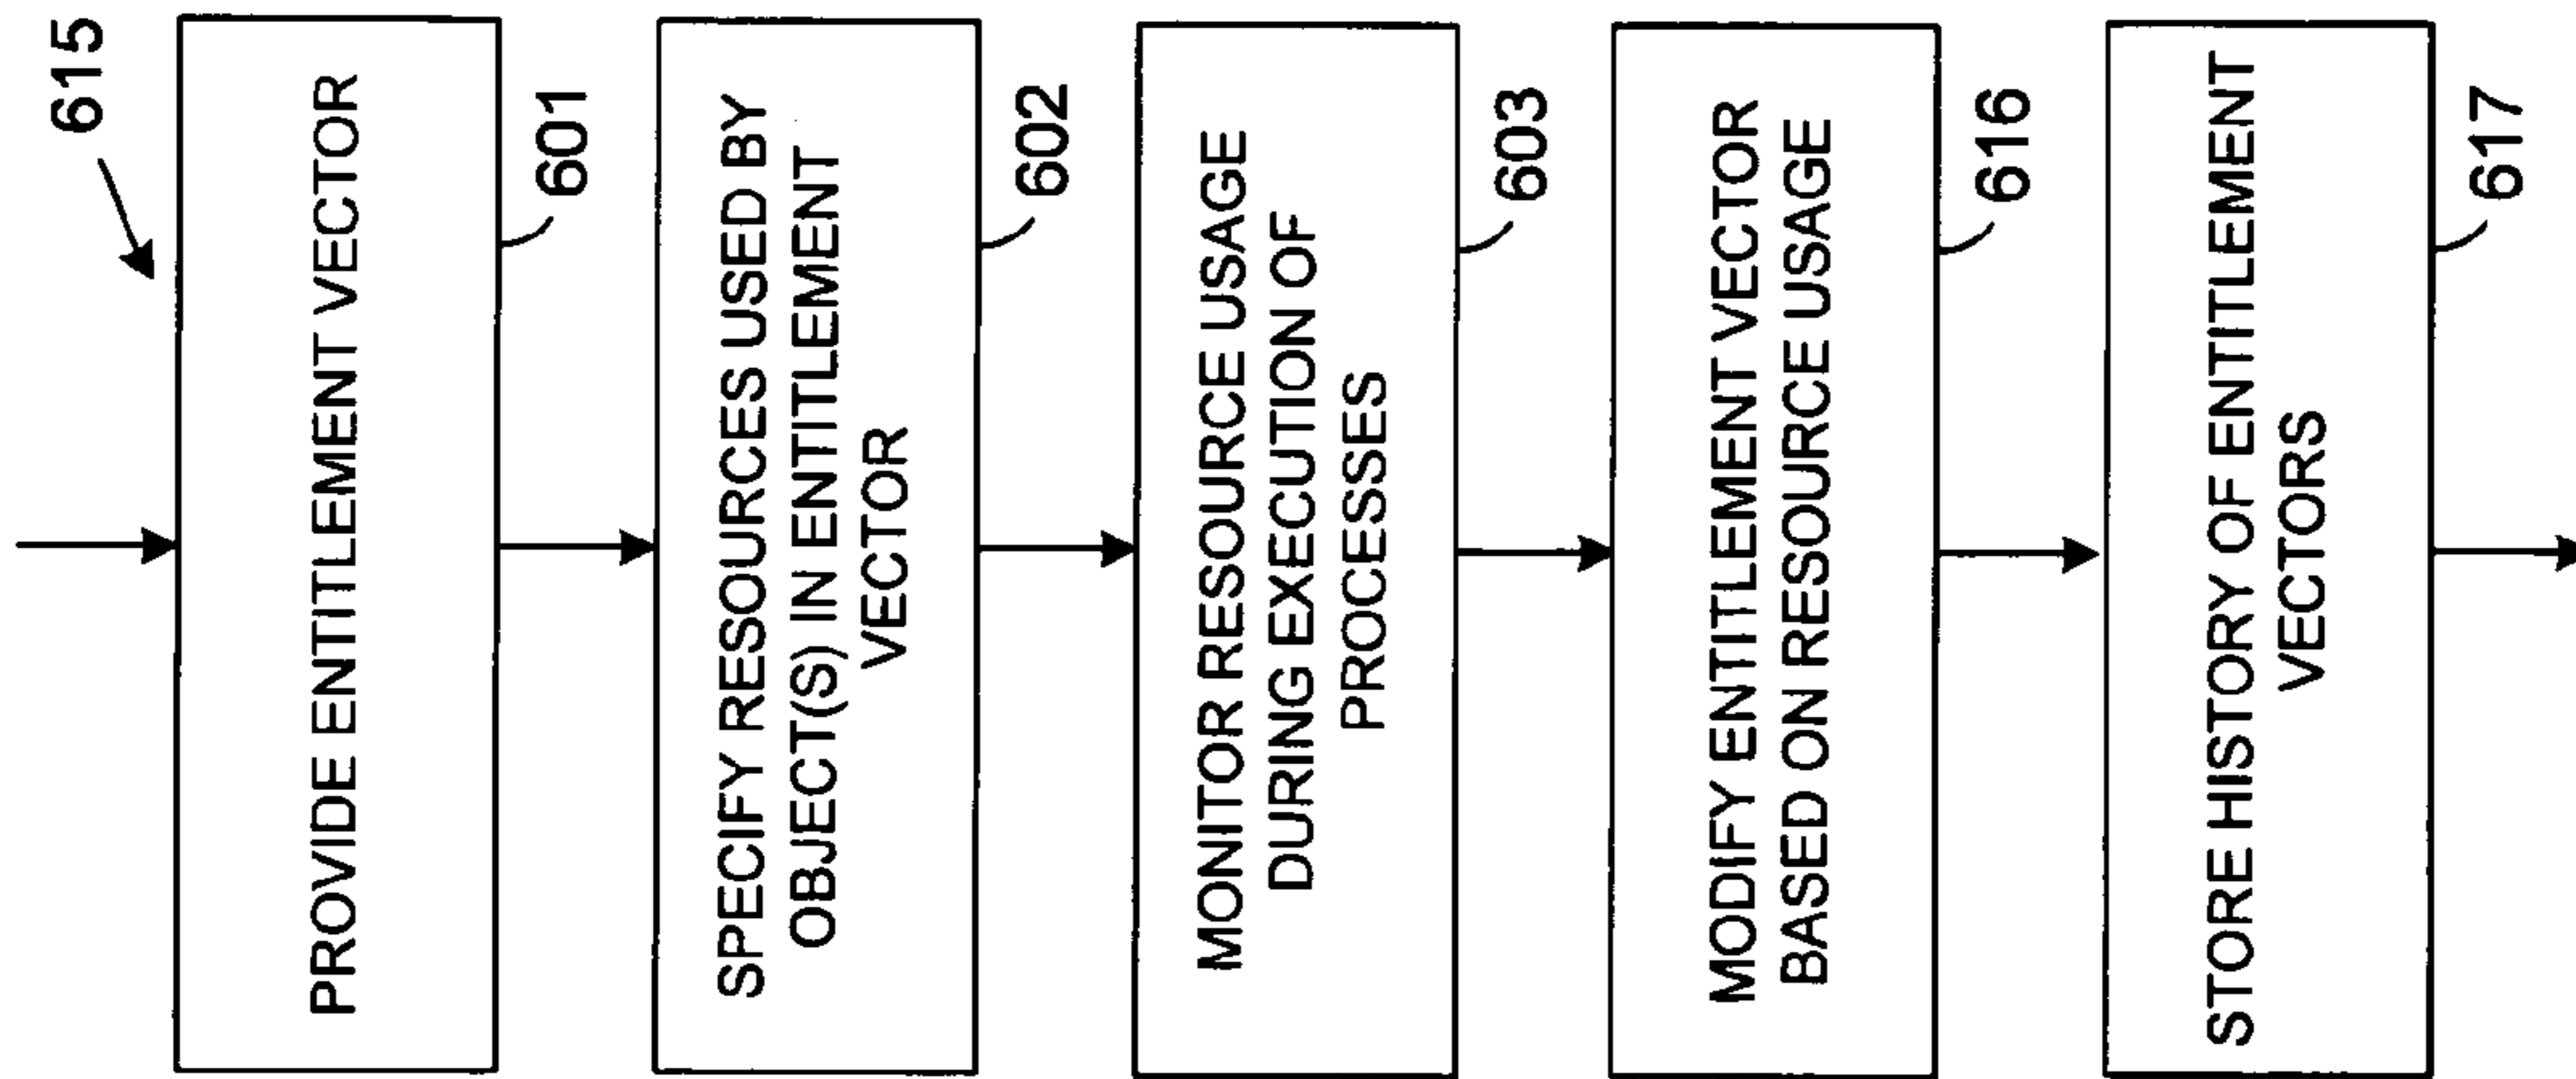 615
PROVIDE ENTITLEMENT VECTOR
601
SPECIFY RESOURCES USED BY
OBJECT(S) IN ENTITLEMENT
VECTOR
602
MONITOR RESOURCE USAGE
DURING EXECUTION OF
PROCESSES
603
MODIFY ENTITLEMENT VECTOR
BASED ON RESOURCE USAGE
616
STORE HISTORY OF ENTITLEMENT
VECTORS
617